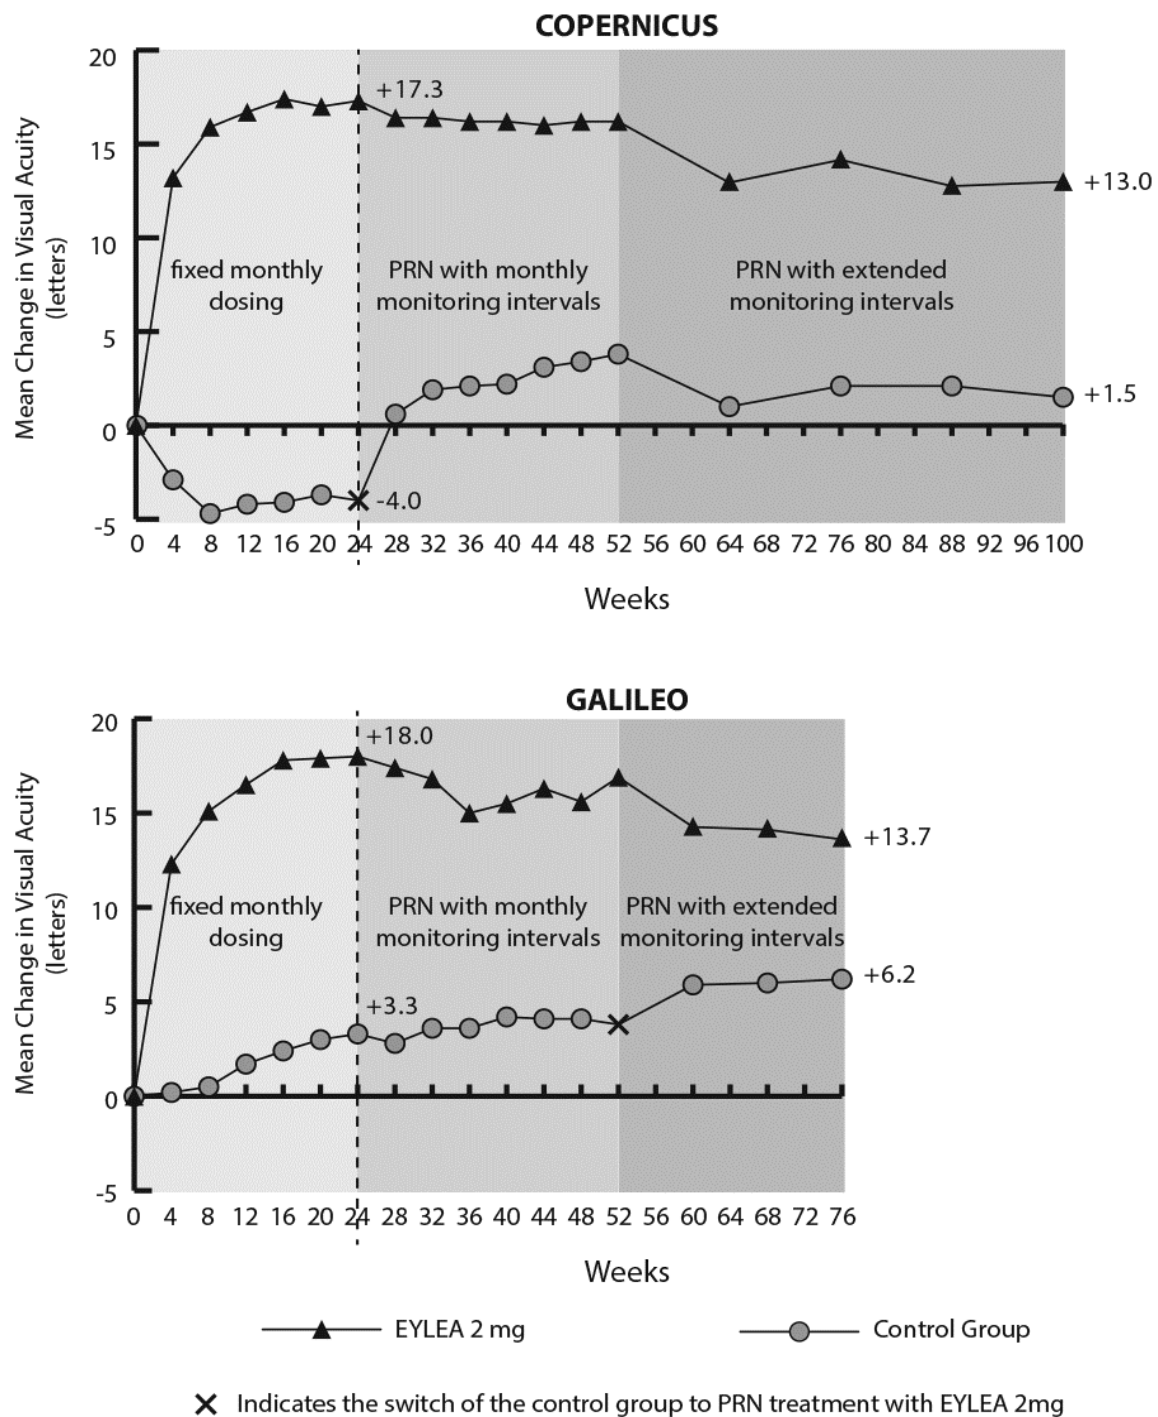 COPERNICUS
Mean Change in Visual Acuity
(letters)
20
15
10
5
0
-5
+17.3
+13.0
fixed monthly
dosing
PRN with monthly
monitoring intervals
PRN with extended
monitoring intervals
+1.5
-4.0
0 4 8 12 16 20 24 28 32 36 40 44 48 52 56 60 64 68 72 76 80 84 88 92 96 100
Weeks
GALILEO
Mean Change in Visual Acuity
(letters)
20
15
10
5
0
-5
+18.0
+13.7
fixed monthly
dosing
PRN with monthly
monitoring intervals
PRN with extended
monitoring intervals
+6.2
+3.3
0 4 8 12 16 20 24 28 32 36 40 44 48 52 56 60 64 68 72 76
Weeks
EYLEA 2 mg
Control Group
Indicates the switch of the control group to PRN treatment with EYLEA 2mg